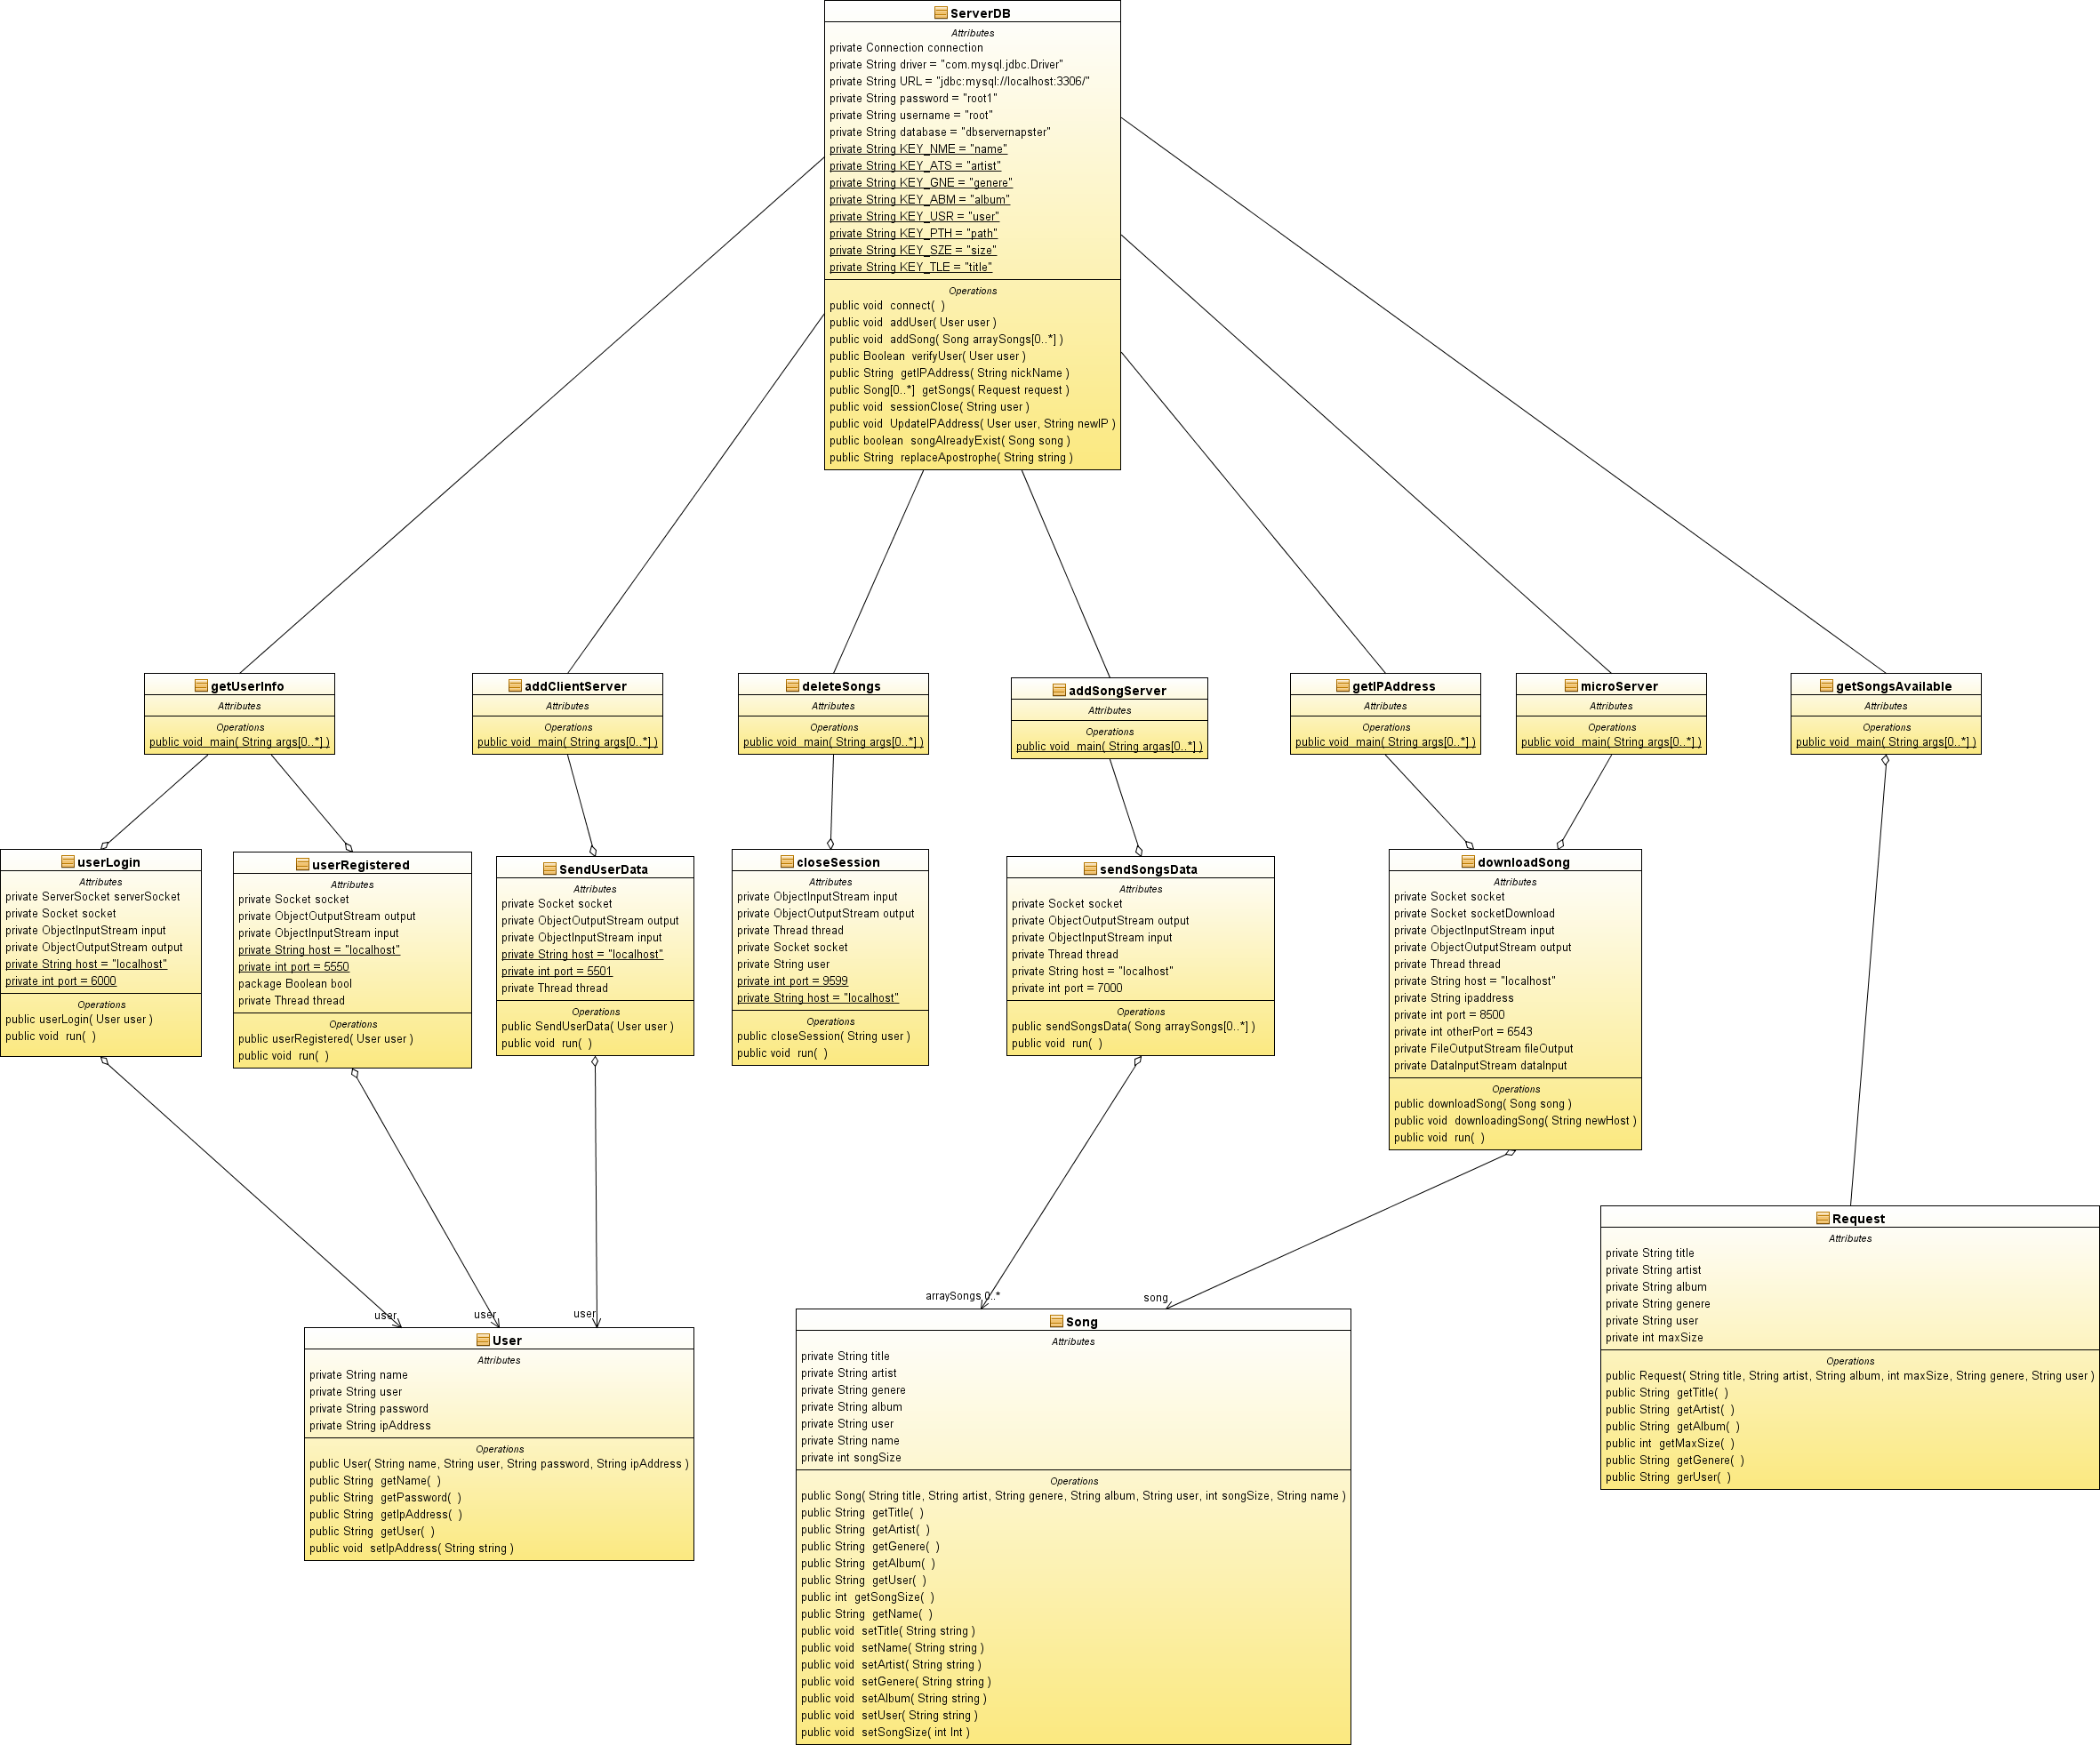 ServerDB
Attributes
private Connection connection
private String driver = "com.mysql.jdbc.Driver"
private String URL = "jdbc:mysql://localhost:3306/"
private String password = "root1"
private String username = "root"
private String database = "dbservernapster"
private String KEY_NME = "name"
private String KEY_ATS = "artist"
private String KEY_GNE = "genere"
private String KEY_ABM = "album"
private String KEY_USR = "user"
private String KEY_PTH = "path"
private String KEY_SZE = "size"
private String KEY_TLE = "title"
Operations
public void connect( )
public void addUser( User user )
public void addSong( Song arraySongs[0..*] )
public Boolean verifyUser( User user )
public String getIPAddress( String nickName )
public Song[0..*] getSongs( Request request )
public void sessionClose( String user )
public void UpdateIPAddress( User user, String newIP )
public boolean songAlreadyExist( Song song )
public String replaceApostrophe( String string )
getUserInfo
Attributes
Operations
public void main( String args[0..*] )
addClientServer
Attributes
Operations
public void main( String args[0..*] )
deleteSongs
Attributes
Operations
public void main( String args[0..*] )
addSongServer
Attributes
Operations
public void main( String argas[0..*] )
getIPAddress
Attributes
Operations
public void main( String args[0..*] )
microServer
Attributes
Operations
public void main( String args[0..*] )
getSongsAvailable
Attributes
Operations
public void main( String args[0..*] )
userLogin
Attributes
private ServerSocket serverSocket
private Socket socket
private ObjectInputStream input
private ObjectOutputStream output
private String host = "localhost"
private int port = 6000
Operations
public userLogin( User user )
public void run( )
userRegistered
Attributes
private Socket socket
private ObjectOutputStream output
private ObjectInputStream input
private String host = "localhost"
private int port = 5550
package Boolean bool
private Thread thread
Operations
public userRegistered( User user )
public void run( )
SendUserData
Attributes
private Socket socket
private ObjectOutputStream output
private ObjectInputStream input
private String host = "localhost"
private int port = 5501
private Thread thread
Operations
public SendUserData( User user )
public void run( )
closeSession
Attributes
private ObjectInputStream input
private ObjectOutputStream output
private Thread thread
private Socket socket
private String user
private int port = 9599
private String host = "localhost"
Operations
public closeSession( String user )
public void run( )
sendSongsData
Attributes
private Socket socket
private ObjectOutputStream output
private ObjectInputStream input
private Thread thread
private String host = "localhost"
private int port = 7000
Operations
public sendSongsData( Song arraySongs[0..*] )
public void run( )
downloadSong
Attributes
private Socket socket
private Socket socketDownload
private ObjectInputStream input
private ObjectOutputStream output
private Thread thread
private String host = "localhost"
private String ipaddress
private int port = 8500
private int otherPort = 6543
private FileOutputStream fileOutput
private DataInputStream dataInput
Operations
public downloadSong( Song song )
public void downloadingSong( String newHost )
public void run( )
user
user
user
arraySongs 0..*
song
User
Attributes
private String name
private String user
private String password
private String ipAddress
Operations
public User( String name, String user, String password, String ipAddress )
public String getName( )
public String getPassword( )
public String getIpAddress( )
public String getUser( )
public void setIpAddress( String string )
Song
Attributes
private String title
private String artist
private String genere
private String album
private String user
private String name
private int songSize
Operations
public Song( String title, String artist, String genere, String album, String user, int songSize, String name )
public String getTitle( )
public String getArtist( )
public String getGenere( )
public String getAlbum( )
public String getUser( )
public int getSongSize( )
public String getName( )
public void setTitle( String string )
public void setName( String string )
public void setArtist( String string )
public void setGenere( String string )
public void setAlbum( String string )
public void setUser( String string )
public void setSongSize( int Int )
Request
Attributes
private String title
private String artist
private String album
private String genere
private String user
private int maxSize
Operations
public Request( String title, String artist, String album, int maxSize, String genere, String user )
public String getTitle( )
public String getArtist( )
public String getAlbum( )
public int getMaxSize( )
public String getGenere( )
public String gerUser( )